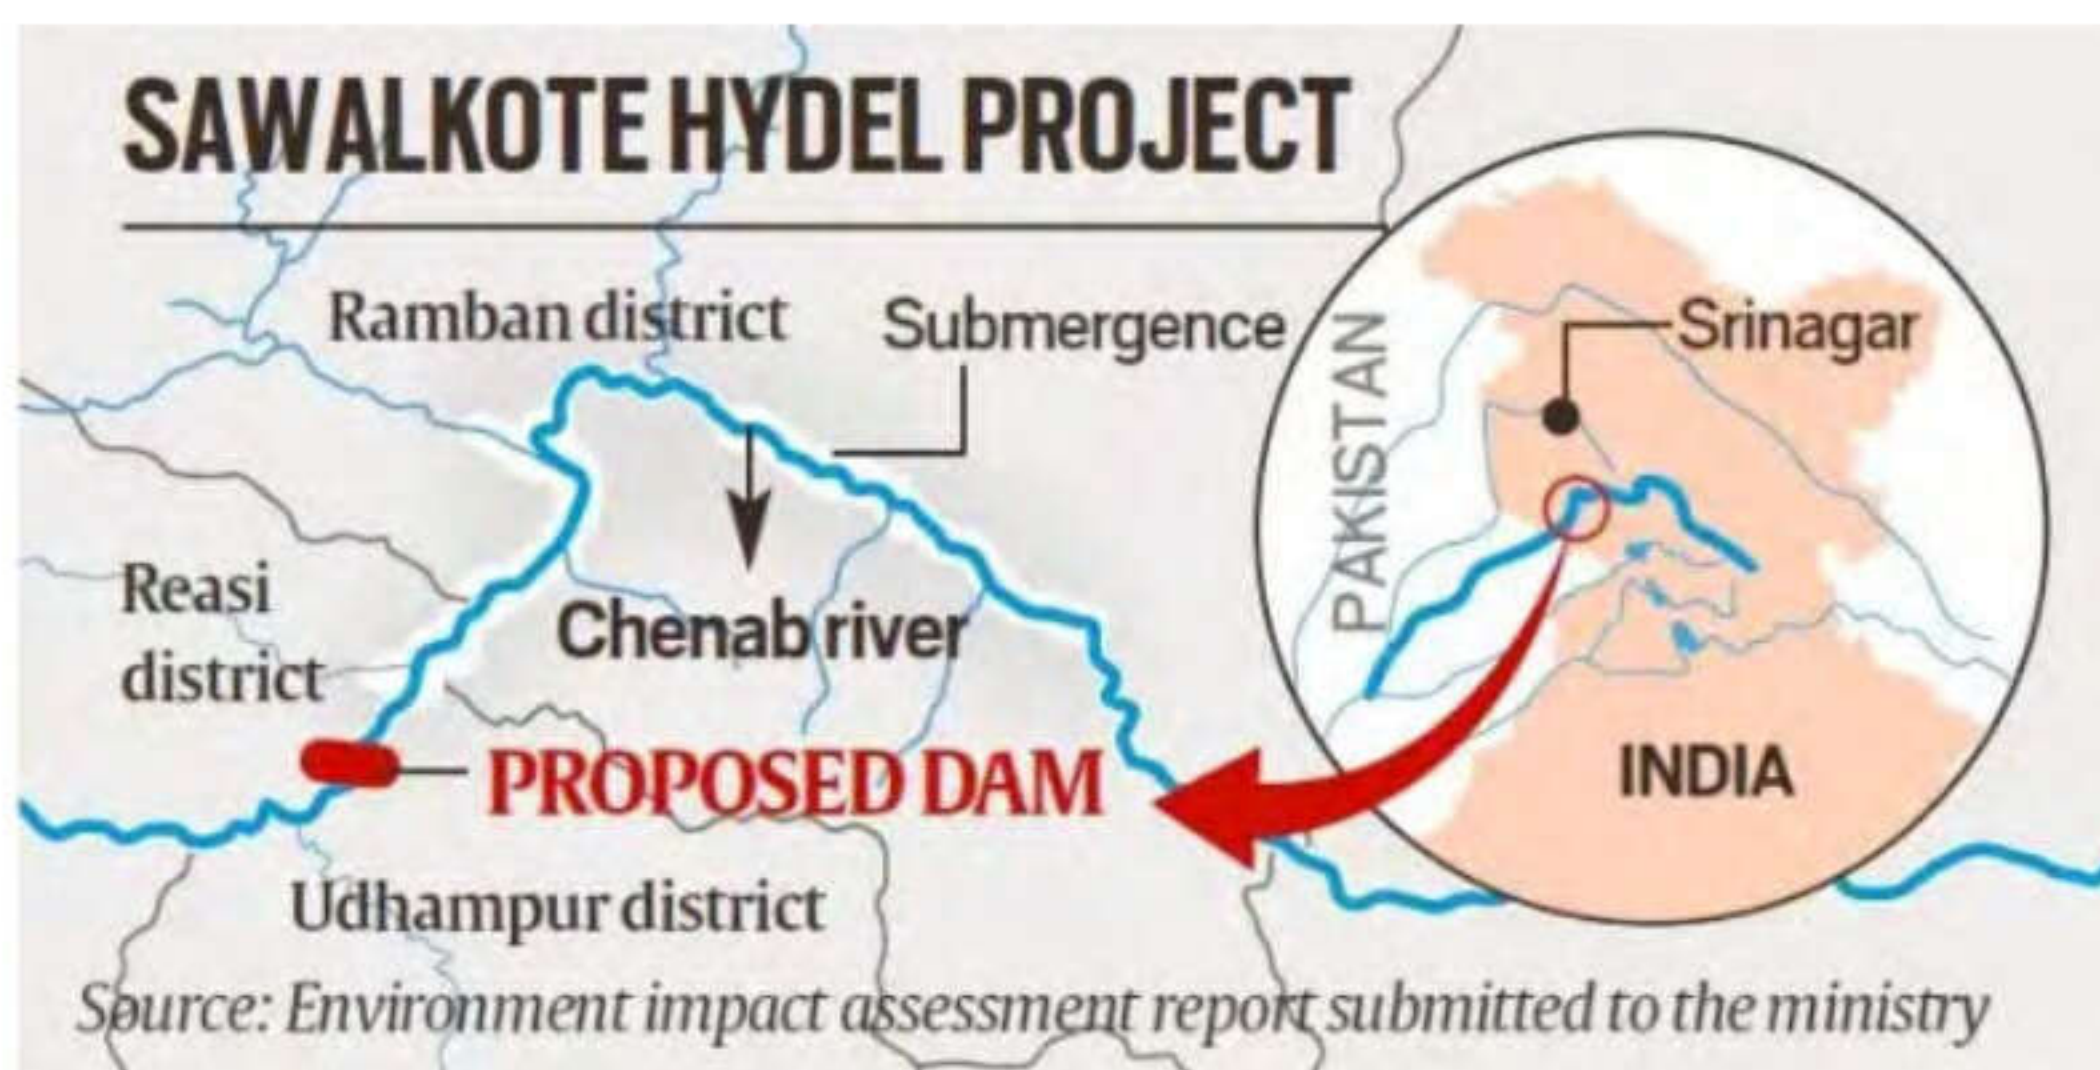 SAWALKOTE HYDEL PROJECT
Ramban district
Submergence
Srinagar
PAKISTAN
Reasi
district
Chenab river
PROPOSED DAM
INDIA
Udhampur district
Source: Environment impact assessment report submitted to the ministry